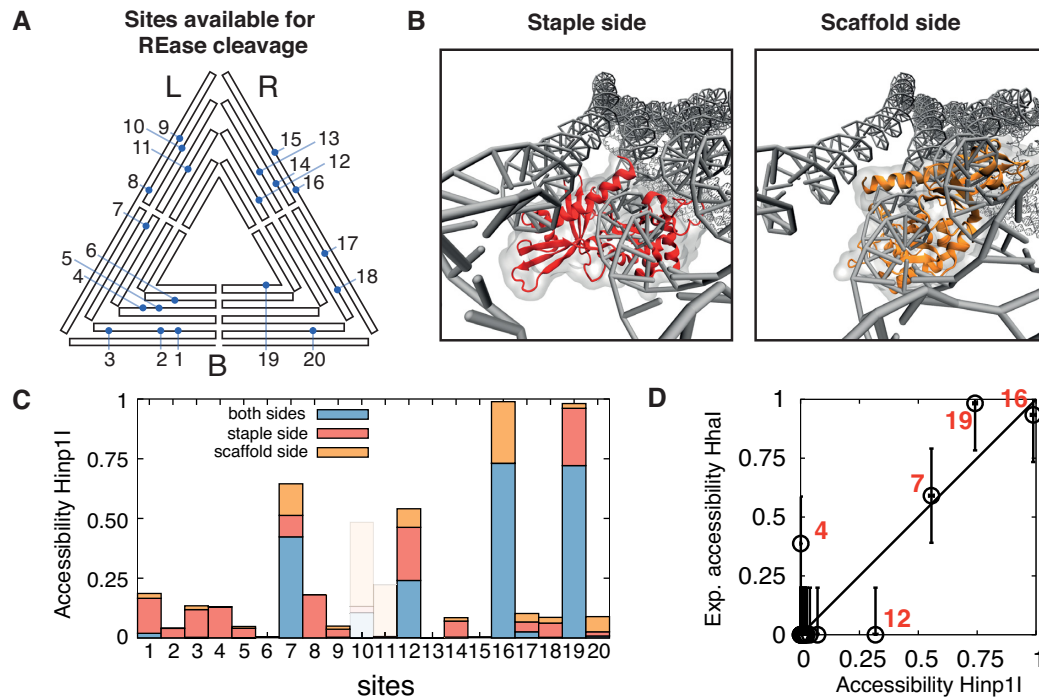 A
Sites available for
REase cleavage
L
R
10
9
11
8
7
6
5
4
3
2
1
B
15
13
14
12
16
17
18
19
20
B
Staple side
Scaffold side
C
Accessibility Hinp1I
1
0.75
0.50
0.25
0
both sides
staple side
scaffold side
1 2 3 4 5 6 7 8 9 10 11 12 13 14 15 16 17 18 19 20
sites
D
Exp. accessibility HhaI
1
0.75
0.50
0.25
0
16
19
7
4
12
0 0.25 0.50 0.75 1
Accessibility Hinp1I